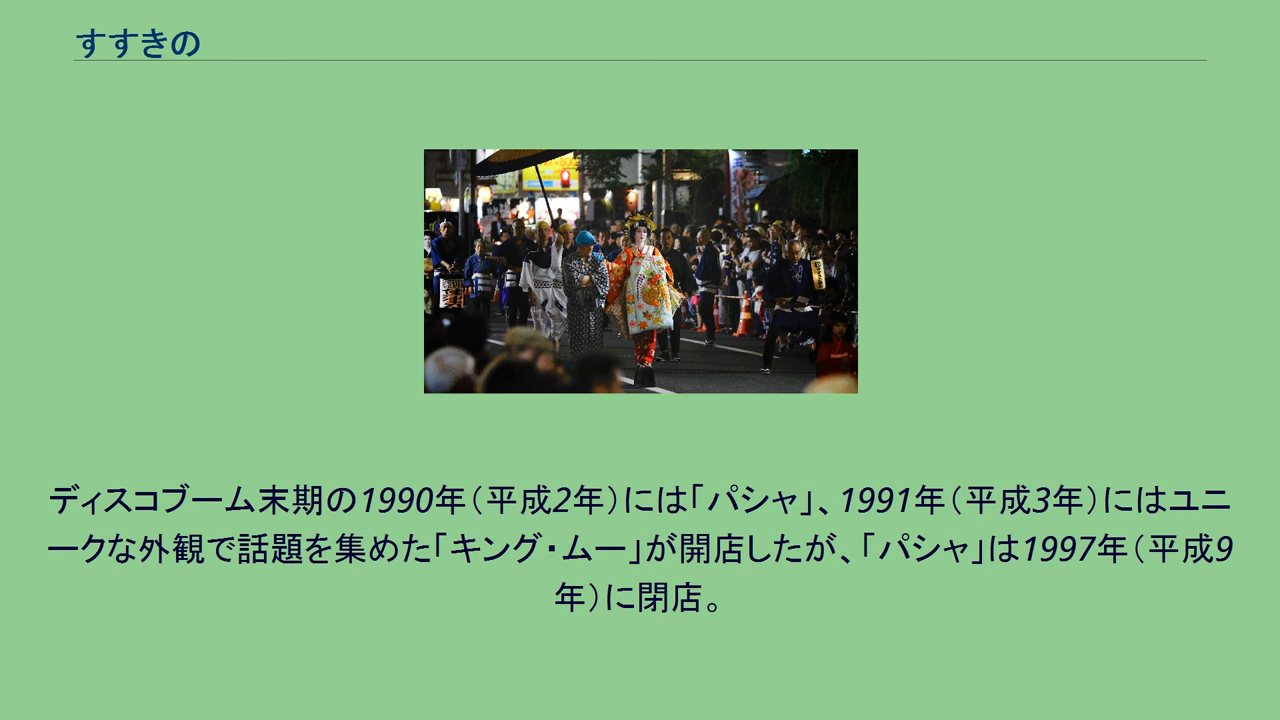 すすきの
ディスコブーム末期の1990年（平成2年）には「パシャ」、1991年（平成3年）にはユニ
ークな外観で話題を集めた「キング・ムー」が開店したが、「パシャ」は1997年（平成9
年）に閉店。